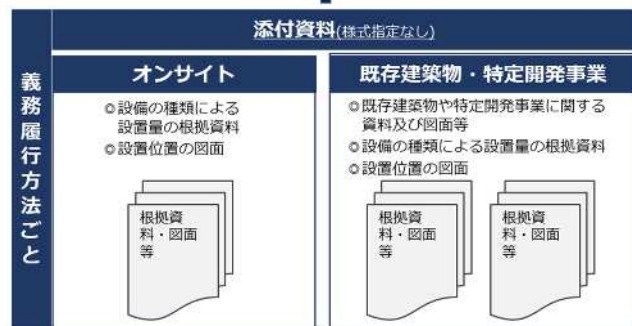 添付資料(様式指定なし)
義務履行方法ごと
オンサイト
◎設備の種類による
設置量の根拠資料
◎設置位置の図面
根拠資
料・図面
等
既存建築物・特定開発事業
◎既存建築物や特定開発事業に関する
資料及び図面等
◎設備の種類による設置量の根拠資料
◎設置位置の図面
根拠資
料・図面
等
根拠資
料・図面
等